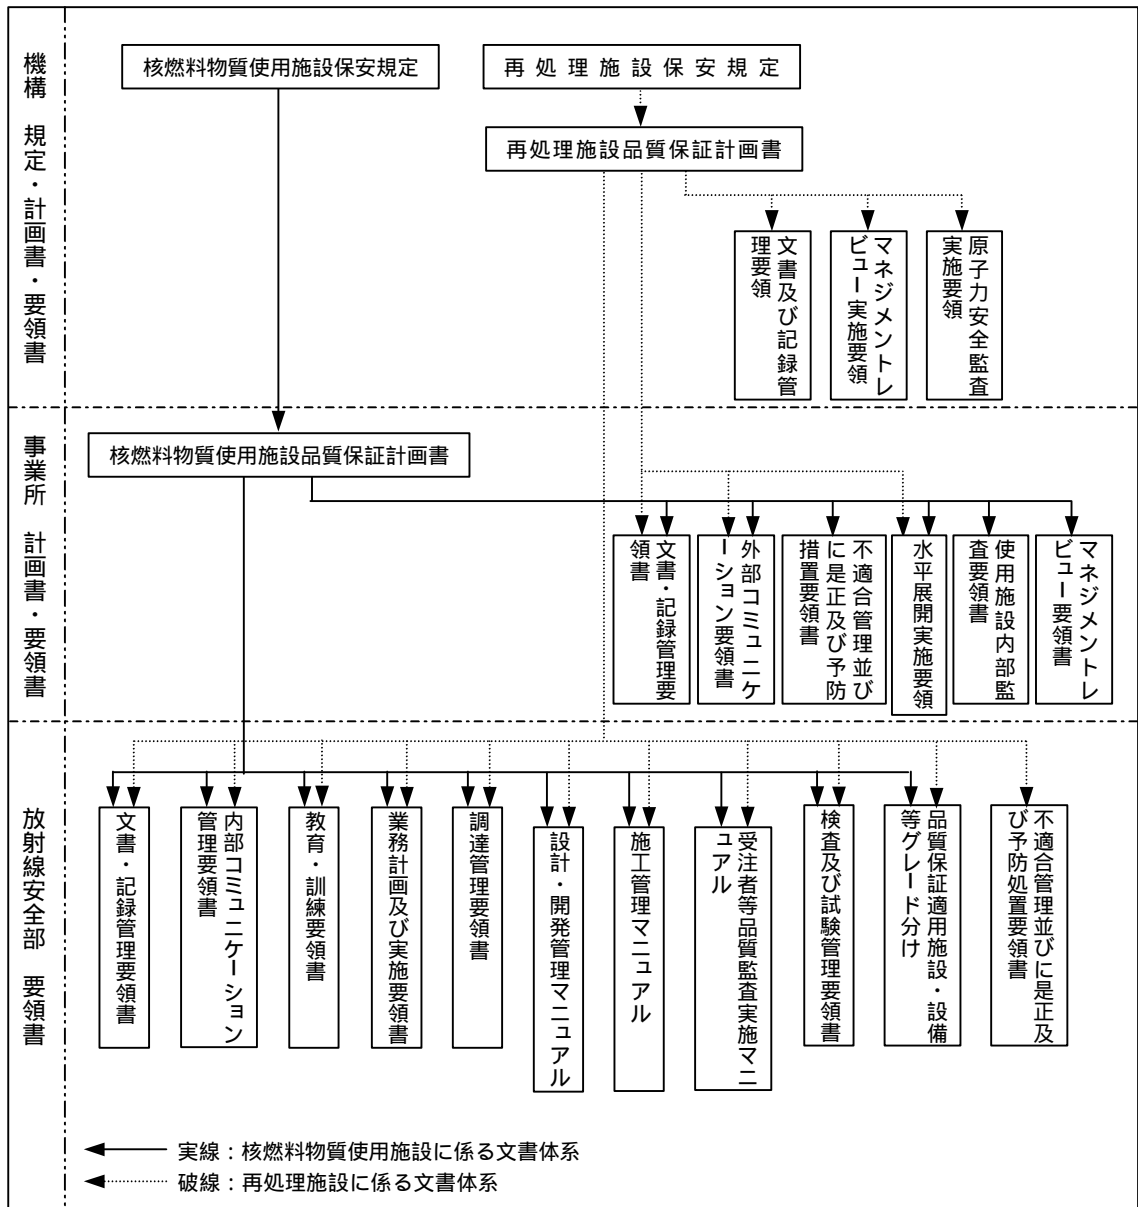 機構 規定・計画書・要領書
核燃料物質使用施設保安規定
再処理施設保安規定
再処理施設品質保証計画書
文書及び記録管
理要領
マネジメントレ
ビュー実施要領
原子力安全監査
実施要領
事業所 計画書・要領書
核燃料物質使用施設品質保証計画書
文書・記録管理要
領書
外部コミュニケ
ーション要領書
不適合管理並び
に是正及び予防
措置要領書
水平展開実施要領
使用施設内部監
査要領書
マネジメントレ
ビュー要領書
放射線安全部 要領書
文書・記録管理要領書
内部コミュニケーション
管理要領書
教育・訓練要領書
業務計画及び実施要領書
調達管理要領書
設計・開発管理マニュアル
施工管理マニュアル
受注者等品質監査実施マニ
ュアル
検査及び試験管理要領書
品質保証適用施設・設備
等グレード分け
不適合管理並びに是正及
び予防処置要領書
実線：核燃料物質使用施設に係る文書体系
破線：再処理施設に係る文書体系